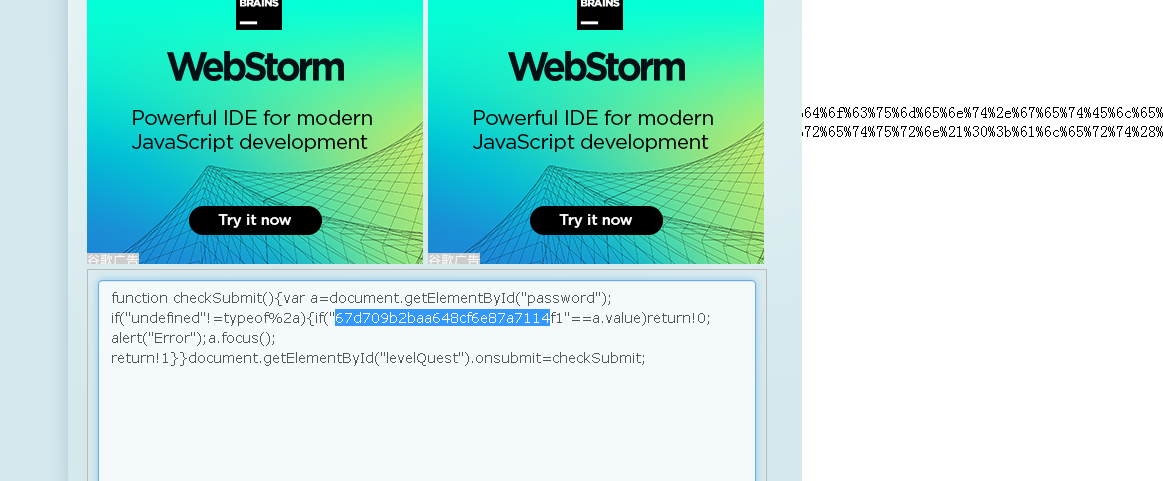 BRAINS
WebStorm
Powerful IDE for modern
JavaScript development
Try it now
谷歌广告
BRAINS
WebStorm
Powerful IDE for modern
JavaScript development
Try it now
谷歌广告
64%6f%63%75%6d%65%6e%74%2e%67%65%74%45%6c%65%
72%65%74%75%72%6e%21%30%3b%61%6c%65%72%74%28%
function checkSubmit(){var a=document.getElementById("password");
if("undefined"!=typeof%2a){if("67d709b2baa648cf6e87a7114f1"==a.value)return!0;
alert("Error");a.focus();
return!1}}document.getElementById("levelQuest").onsubmit=checkSubmit;